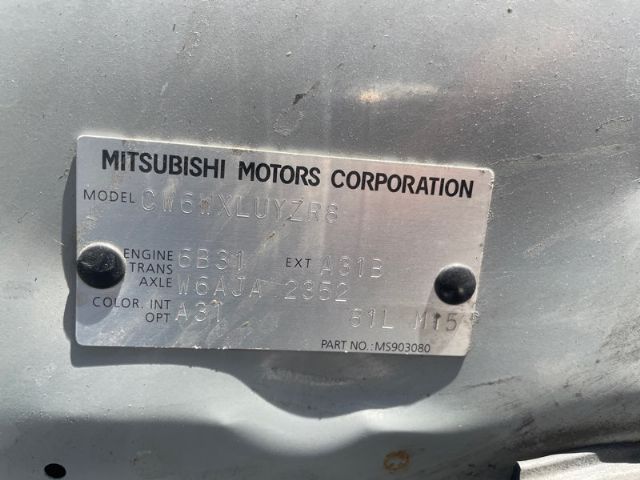 MITSUBISHI MOTORS CORPORATION
MODEL CW6WXLUYZR8
ENGINE 6B31 EXT A31B
TRANS AXLE W6AJA 2352
COLOR. INT OPT A31 51L M15
PART NO.: MS903080